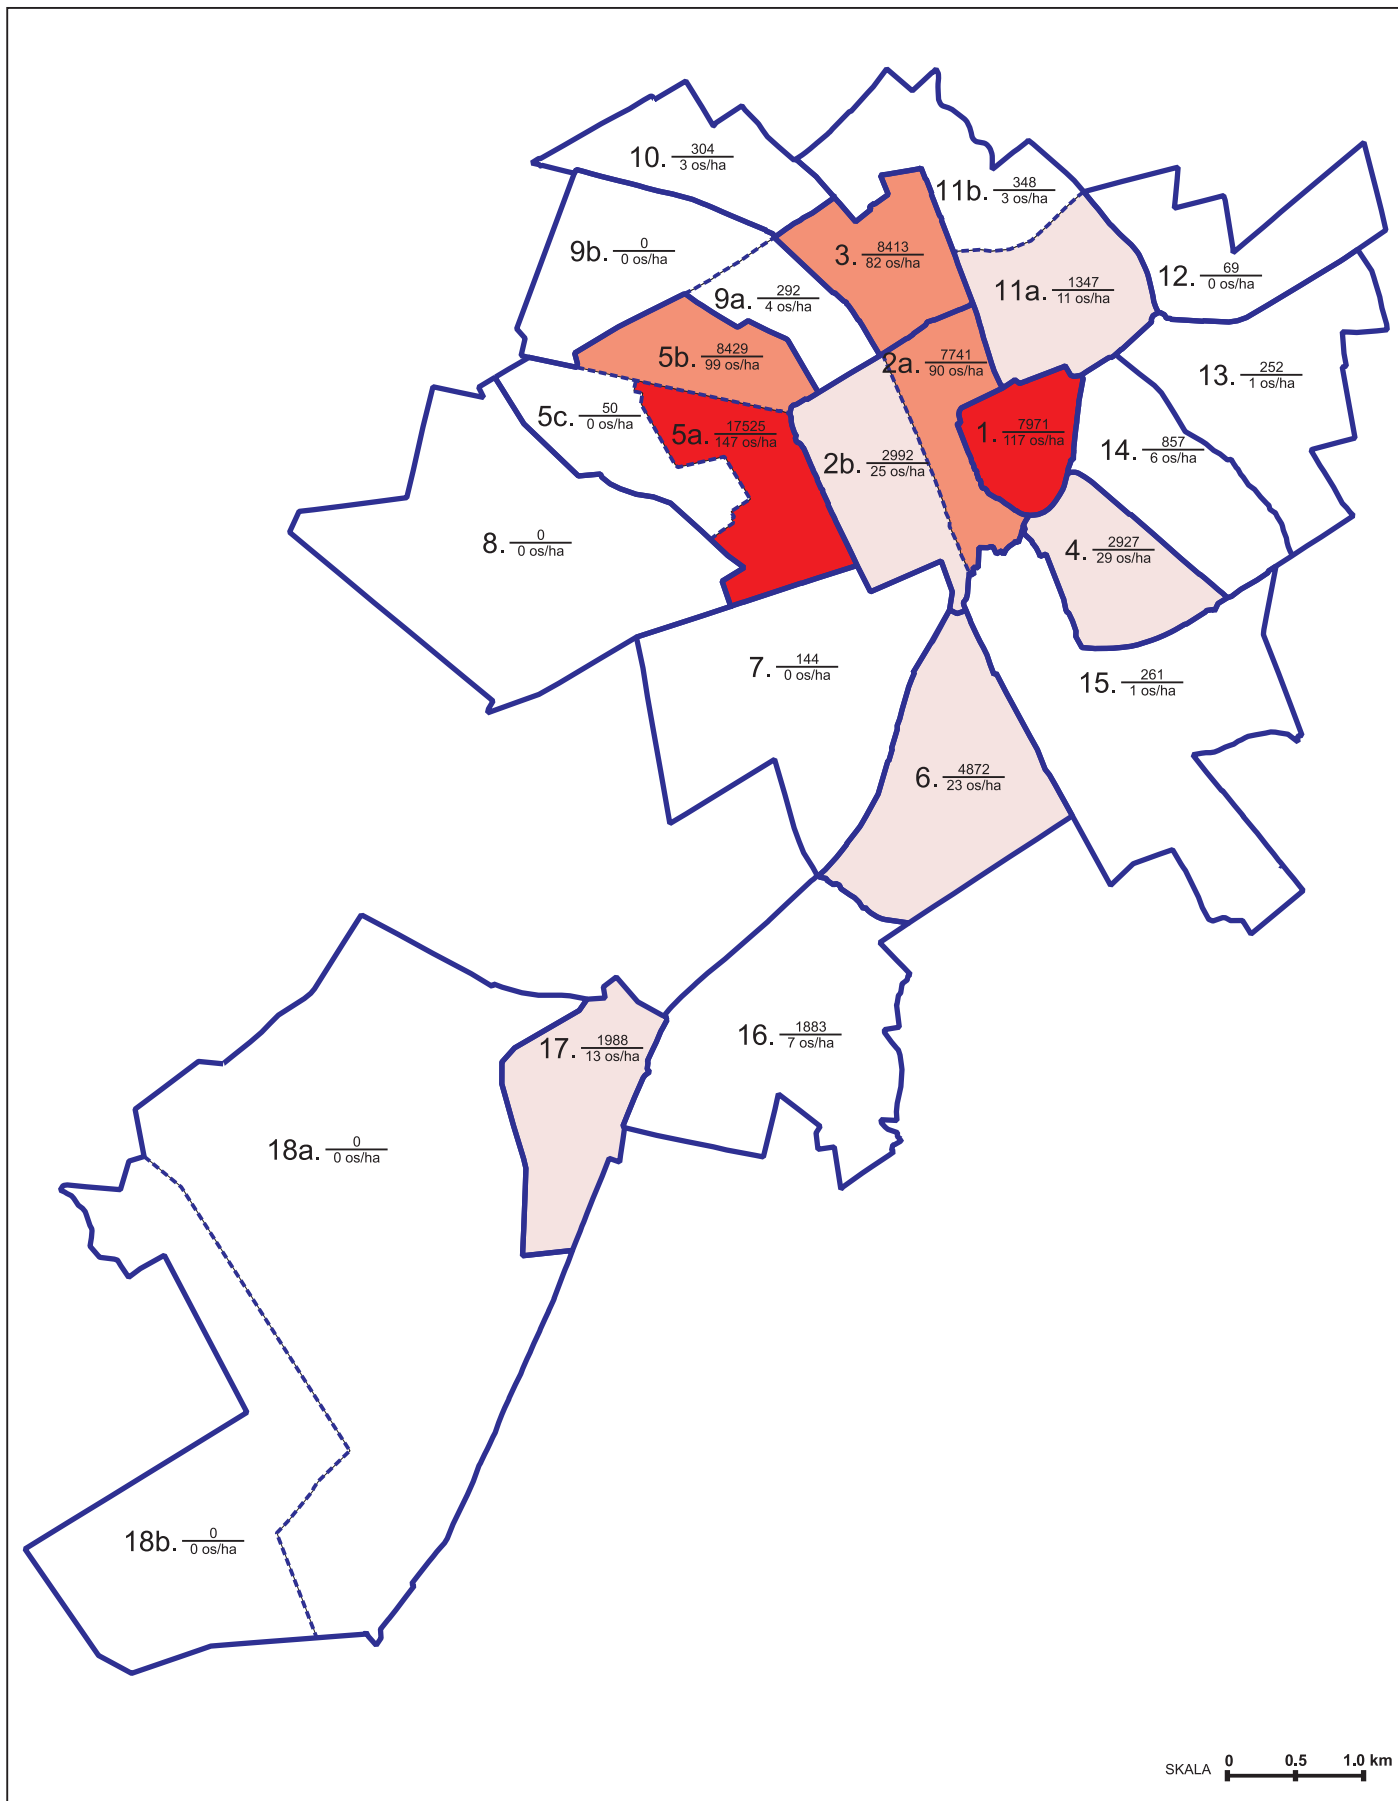 10. 304
3 os/ha
11b. 348
3 os/ha
9b. 0
0 os/ha
3. 8413
82 os/ha
12. 69
0 os/ha
9a. 292
4 os/ha
11a. 1347
11 os/ha
5b. 8429
99 os/ha
2a. 7741
90 os/ha
13. 252
1 os/ha
5c. 50
0 os/ha
5a. 17525
147 os/ha
1. 7971
117 os/ha
2b. 2992
25 os/ha
14. 857
6 os/ha
8. 0
0 os/ha
4. 2927
29 os/ha
7. 144
0 os/ha
15. 261
1 os/ha
6. 4872
23 os/ha
16. 1883
7 os/ha
17. 1988
13 os/ha
18a. 0
0 os/ha
18b. 0
0 os/ha
SKALA 0 0.5 1.0 km